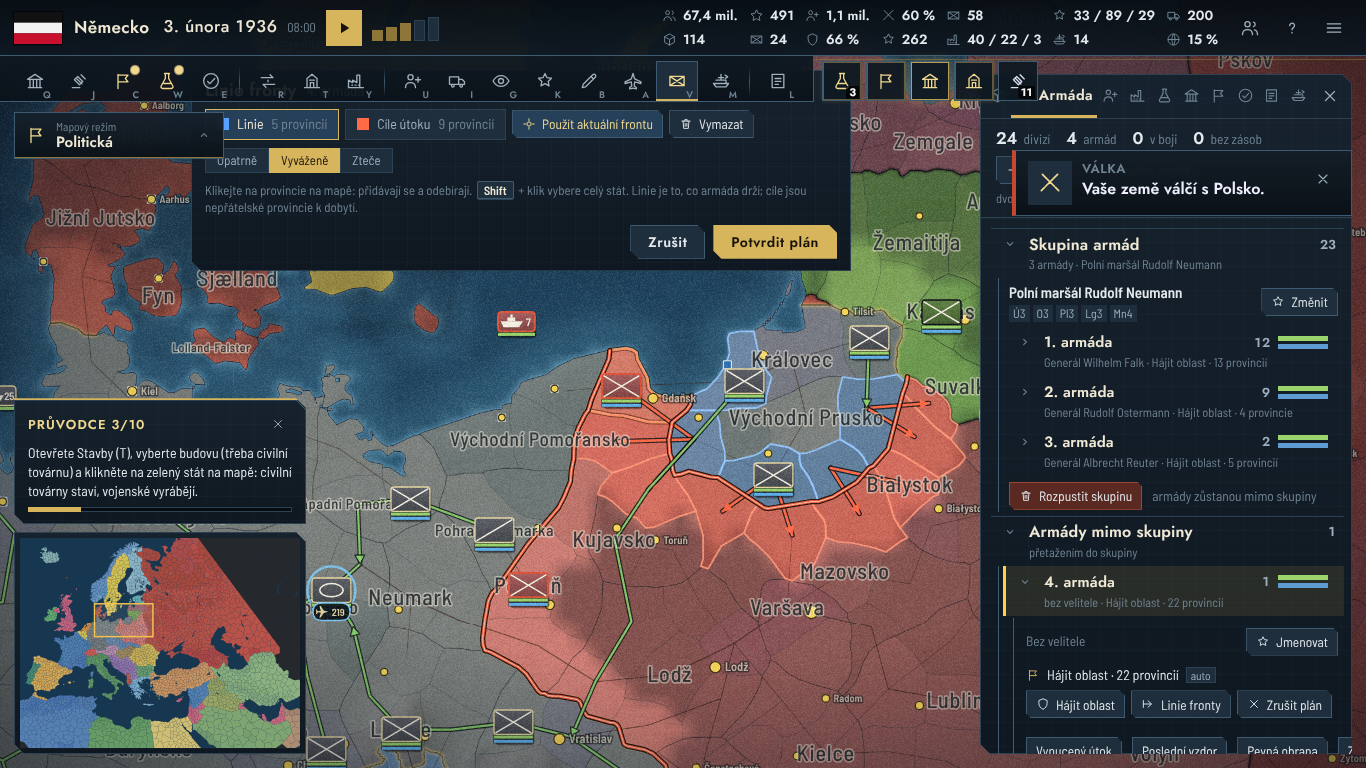 Německo 3. února 1936 08:00
67,4 mil. 491 1,1 mil. 60 % 58 33 / 89 / 29 200
114 24 66 % 262 40 / 22 / 3 14 15 %
Q J C W E R T Y U I G K B A V M L
3 11
Linie fronty
Mapový režim
Politická
Linie 5 provincií
Cíle útoku 9 provincií
Použít aktuální frontu
Vymazat
Opatrně Vyváženě Zteče
Klikejte na provincie na mapě: přidávají se a odebírají. Shift + klik vybere celý stát. Linie je to, co armáda drží; cíle jsou
nepřátelské provincie k dobytí.
Zrušit
Potvrdit plán
Armáda
24 divizí 4 armád 0 v boji 0 bez zásob
VÁLKA
Vaše země válčí s Polsko.
Skupina armád 23
3 armády · Polní maršál Rudolf Neumann
Polní maršál Rudolf Neumann
Změnit
Ú3 O3 Pl3 Lg3 Mn4
1. armáda 12
Generál Wilhelm Falk · Hájit oblast · 13 provincií
2. armáda 9
Generál Rudolf Ostermann · Hájit oblast · 4 provincie
3. armáda 2
Generál Albrecht Reuter · Hájit oblast · 5 provincií
Rozpustit skupinu
armády zůstanou mimo skupiny
Armády mimo skupiny 1
přetažením do skupiny
4. armáda 1
bez velitele · Hájit oblast · 22 provincií
Bez velitele
Jmenovat
Hájit oblast · 22 provincií auto
Hájit oblast
Linie fronty
Zrušit plán
Vynucený útok
Poslední vzdor
Pevná obrana
PRŮVODCE 3/10
Otevřete Stavby (T), vyberte budovu (třeba civilní
továrnu) a klikněte na zelený stát na mapě: civilní
továrny staví, vojenské vyrábějí.
Pskov
Aalborg
Zemgale
Aarhus
Jižní Jutsko
Žemaitija
Sjælland
Fyn
7
Tilsit
Lolland-Falster
Královec
Kiel
25
Suvalk
Gdaňsk
Východní Prusko
Východní Pomořansko
Białystok
Kujavsko
Toruň
Mazovsko
219
Neumark
Varšava
Lodž
Lodž
Radom
Lublin
Vratislav
Kielce